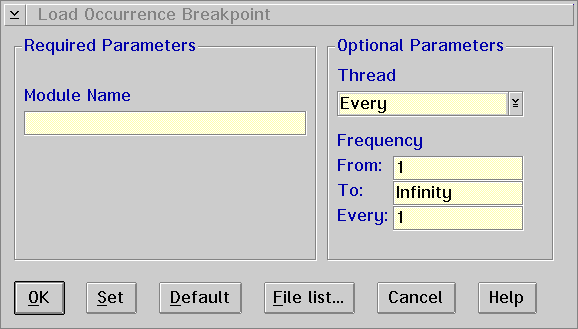 Load Occurrence Breakpoint
Required Parameters
Module Name
Optional Parameters
Thread
Every
Frequency
From: 1
To: Infinity
Every: 1
OK Set Default File list... Cancel Help